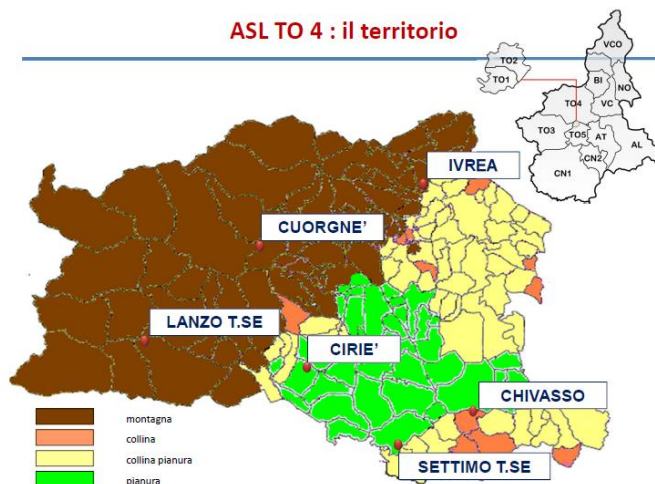 ASL TO 4 : il territorio
VCO
TO2
TO1
BI
NO
TO4
VC
TO3
TO5
AT
AL
CN2
CN1
IVREA
CUORGNE'
LANZO T.SE
CIRIE'
CHIVASSO
SETTIMO T.SE
montagna
collina
collina pianura
pianura